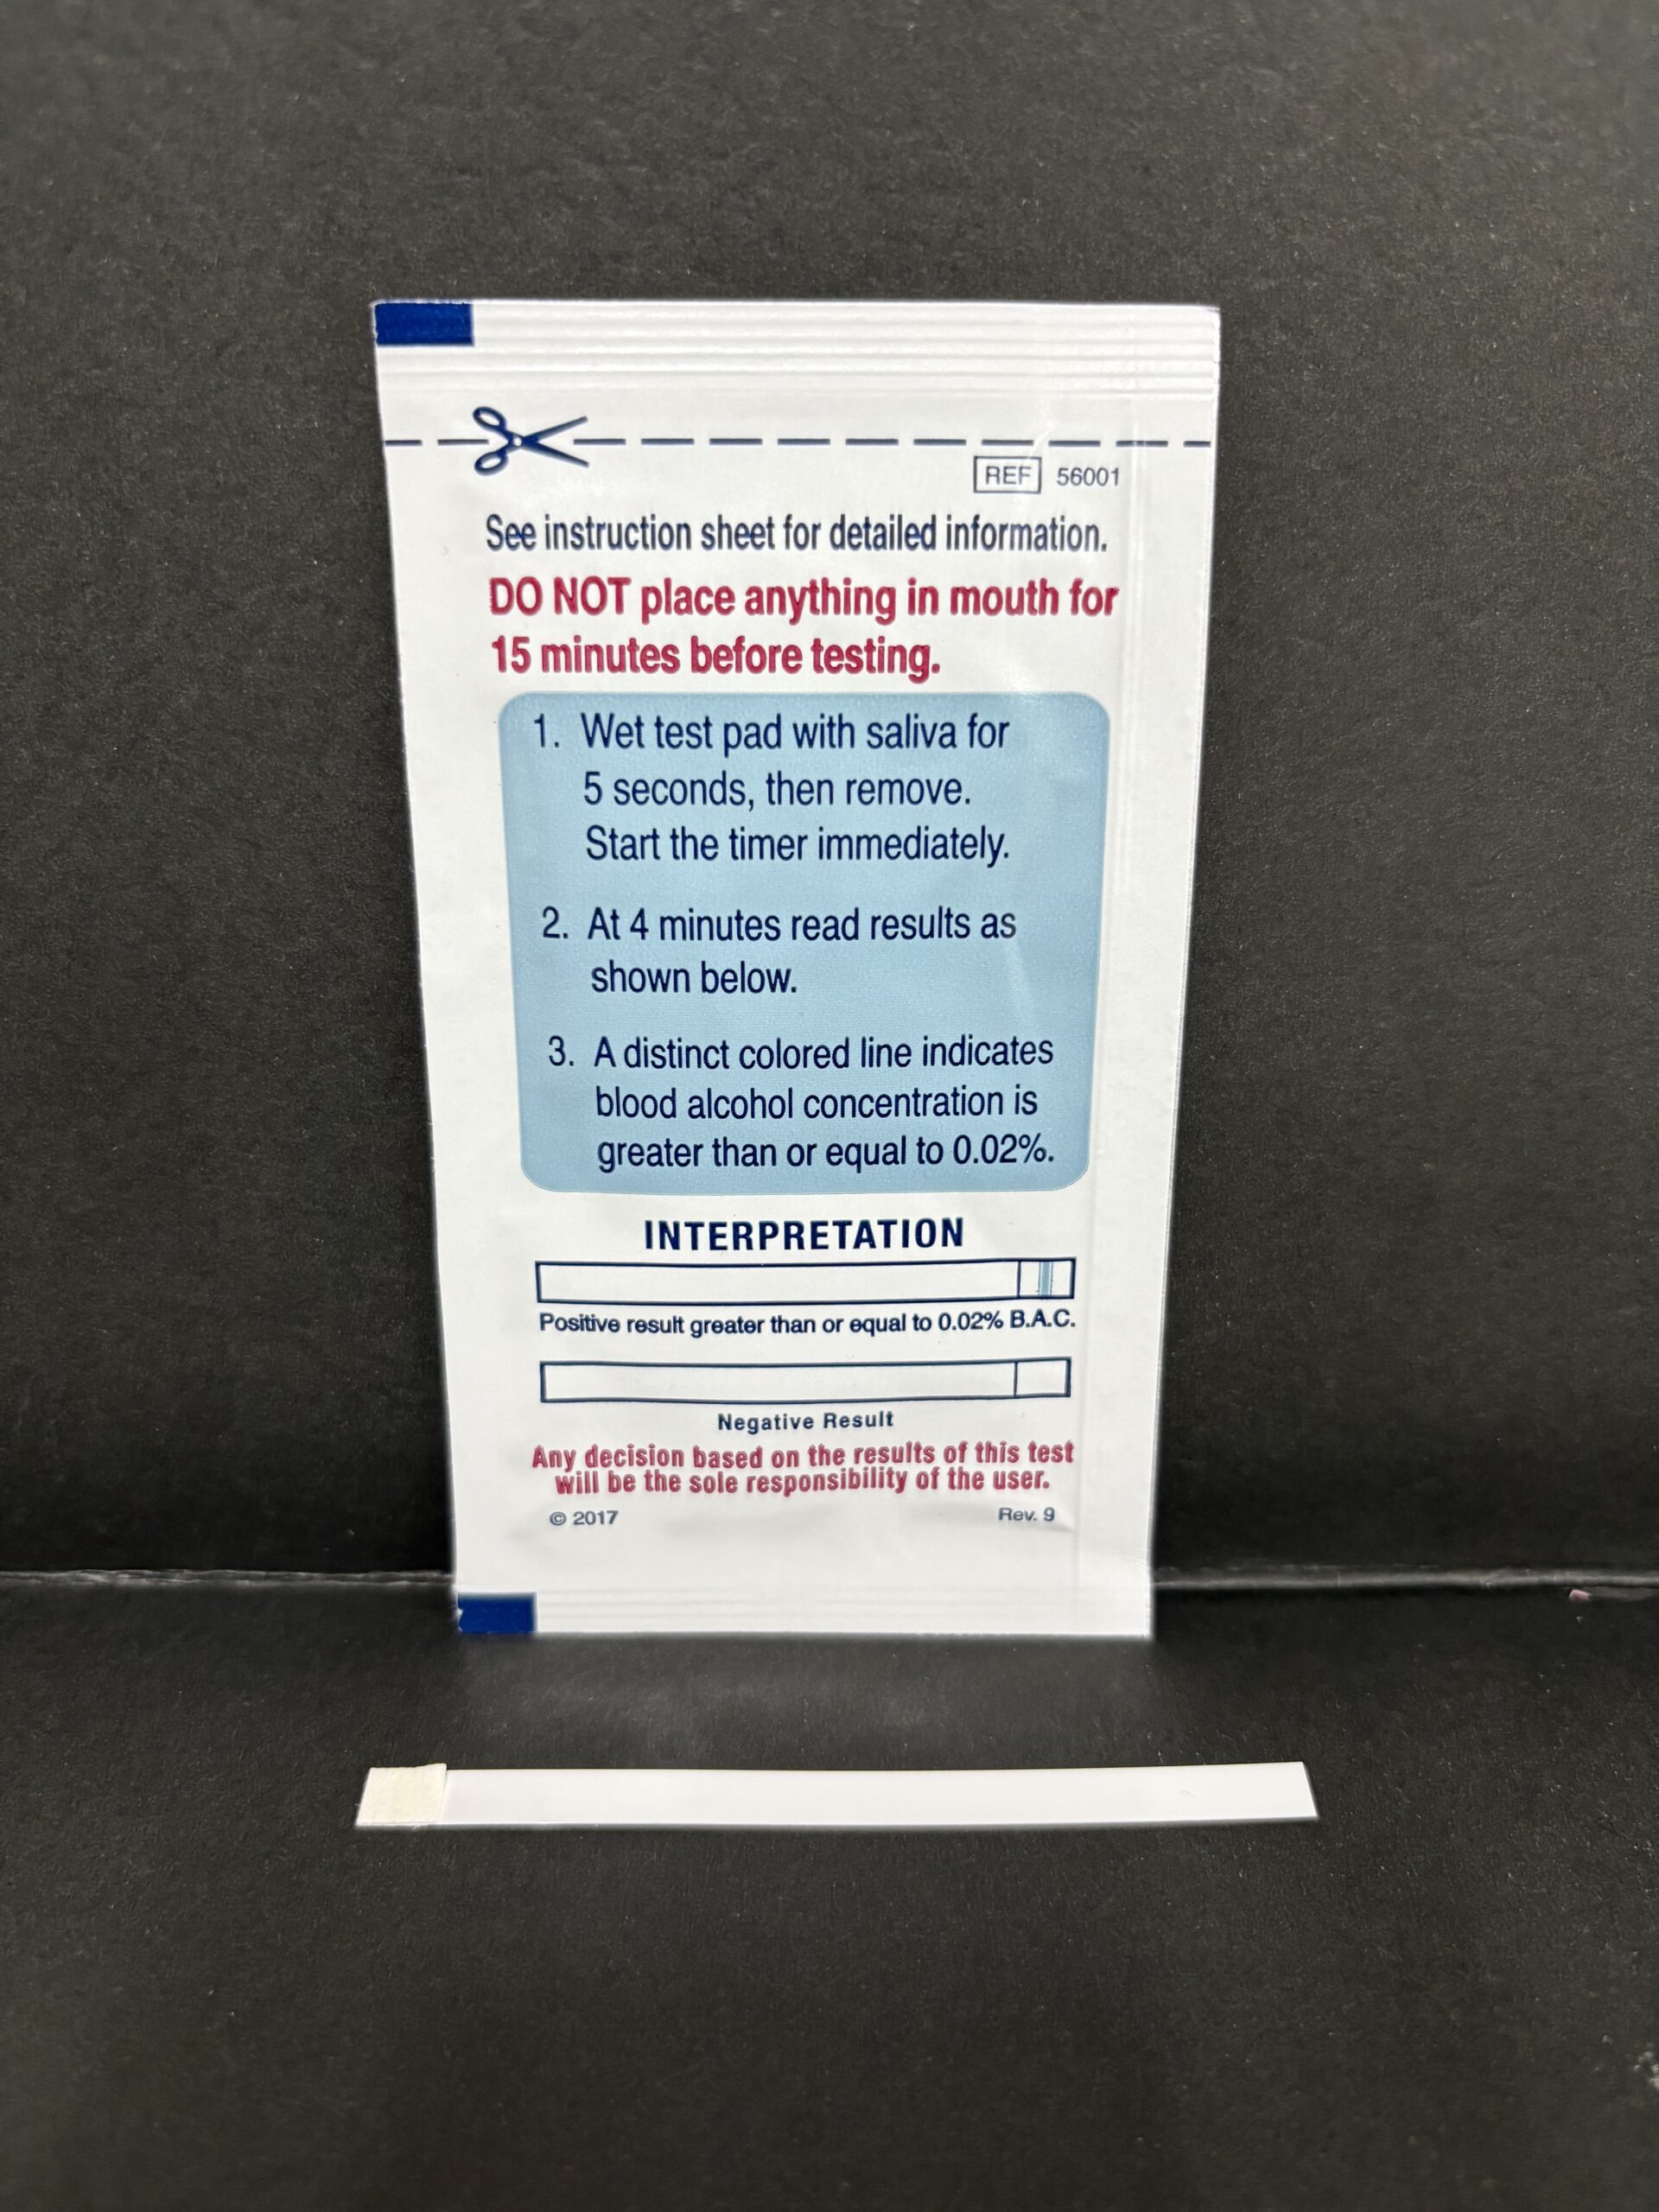 REF 56001
See instruction sheet for detailed information.
DO NOT place anything in mouth for
15 minutes before testing.
1. Wet test pad with saliva for
5 seconds, then remove.
Start the timer immediately.
2. At 4 minutes read results as
shown below.
3. A distinct colored line indicates
blood alcohol concentration is
greater than or equal to 0.02%.
INTERPRETATION
Positive result greater than or equal to 0.02% B.A.C.
Negative Result
Any decision based on the results of this test
will be the sole responsibility of the user.
© 2017 Rev. 9